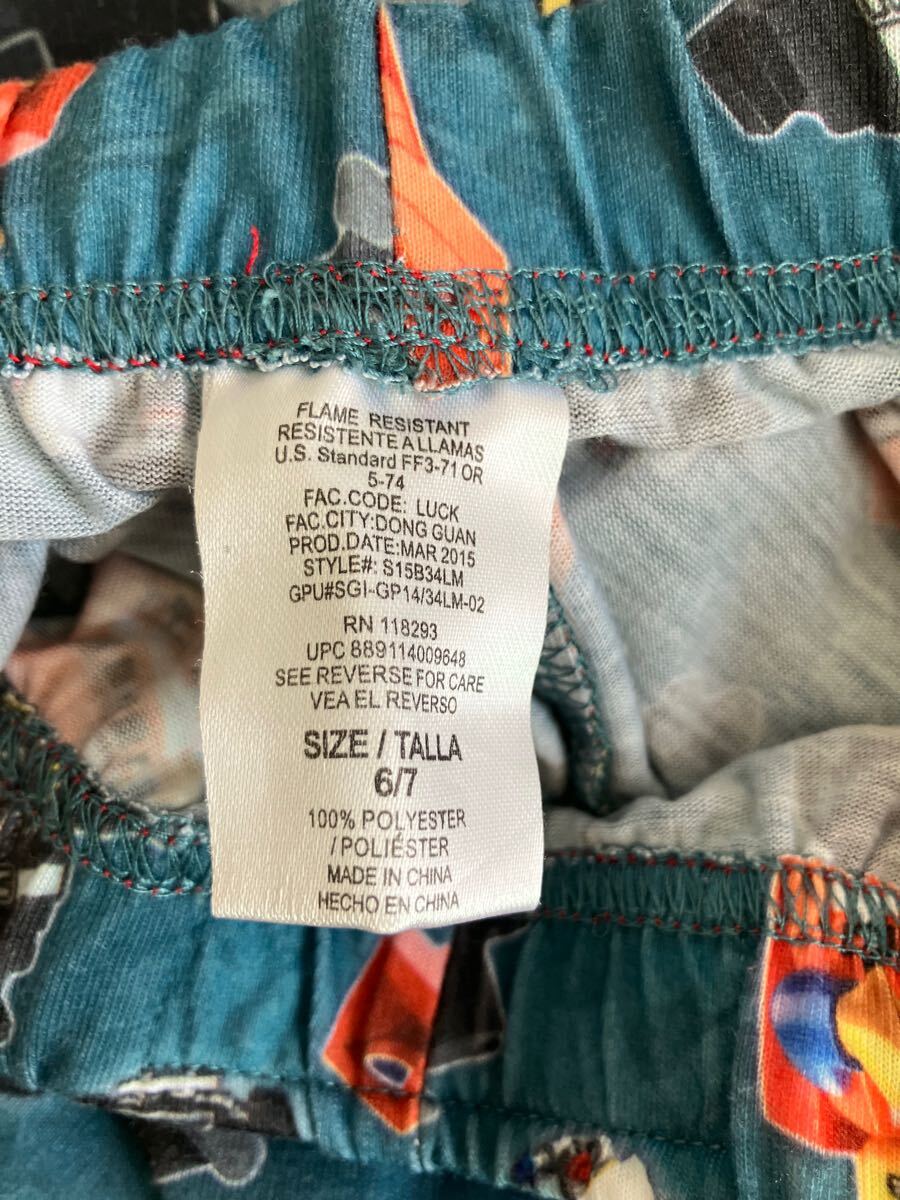 FLAME RESISTANT
RESISTENTE A LLAMAS
U.S. Standard FF3-71 OR
5-74
FAC.CODE: LUCK
FAC.CITY:DONG GUAN
PROD.DATE:MAR 2015
STYLE#: S15B34LM
GPU#SGI-GP14/34LM-02
RN 118293
UPC 889114009648
SEE REVERSE FOR CARE
VEA EL REVERSO
SIZE / TALLA
6/7
100% POLYESTER
/ POLIÉSTER
MADE IN CHINA
HECHO EN CHINA